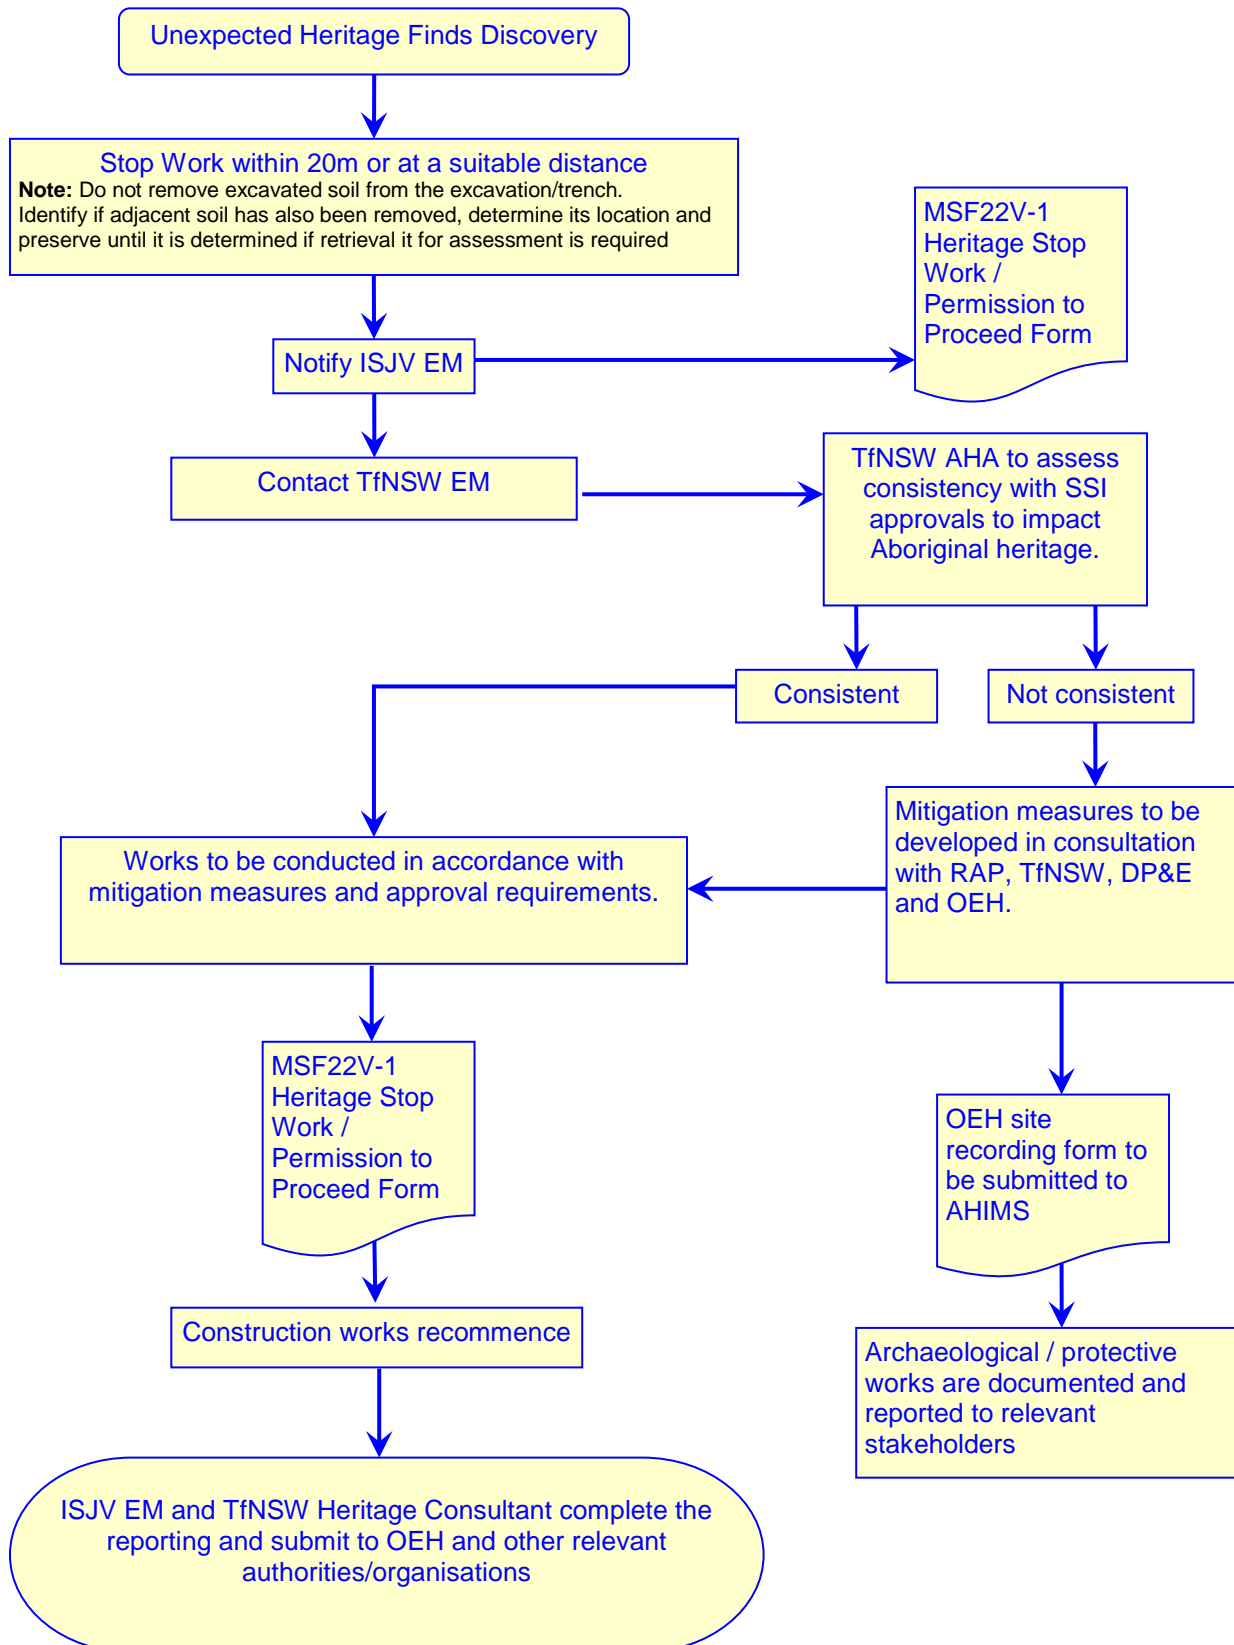 Unexpected Heritage Finds Discovery
Stop Work within 20m or at a suitable distance
Note: Do not remove excavated soil from the excavation/trench.
Identify if adjacent soil has also been removed, determine its location and
preserve until it is determined if retrieval it for assessment is required
MSF22V-1
Heritage Stop
Work /
Permission to
Proceed Form
Notify ISJV EM
Contact TfNSW EM
TfNSW AHA to assess
consistency with SSI
approvals to impact
Aboriginal heritage.
Consistent
Not consistent
Mitigation measures to be
developed in consultation
with RAP, TfNSW, DP&E
and OEH.
Works to be conducted in accordance with
mitigation measures and approval requirements.
MSF22V-1
Heritage Stop
Work /
Permission to
Proceed Form
OEH site
recording form to
be submitted to
AHIMS
Construction works recommence
Archaeological / protective
works are documented and
reported to relevant
stakeholders
ISJV EM and TfNSW Heritage Consultant complete the
reporting and submit to OEH and other relevant
authorities/organisations